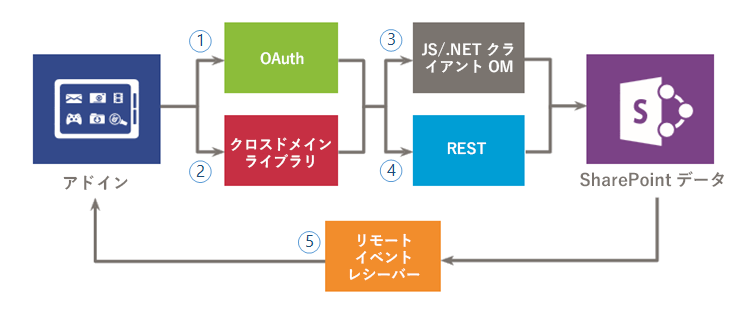 ①
OAuth
③
JS/.NET クラ
イアント OM
S
②
クロスドメイン
ライブラリ
④
REST
アドイン
SharePoint データ
⑤
リモート
イベント
レシーバー